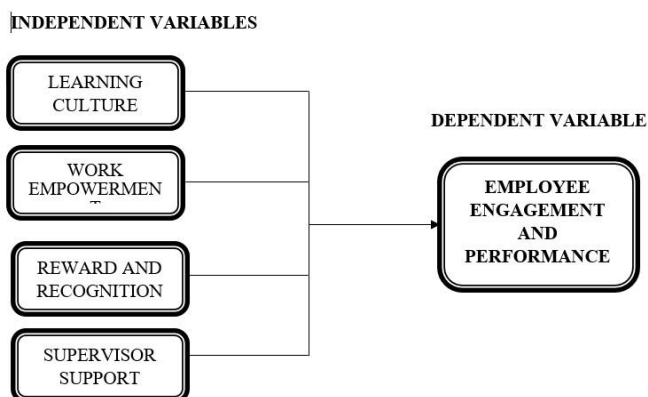 INDEPENDENT VARIABLES
LEARNING
CULTURE
DEPENDENT VARIABLE
WORK
EMPOWERMEN
T
EMPLOYEE
ENGAGEMENT
AND
PERFORMANCE
REWARD AND
RECOGNITION
SUPERVISOR
SUPPORT